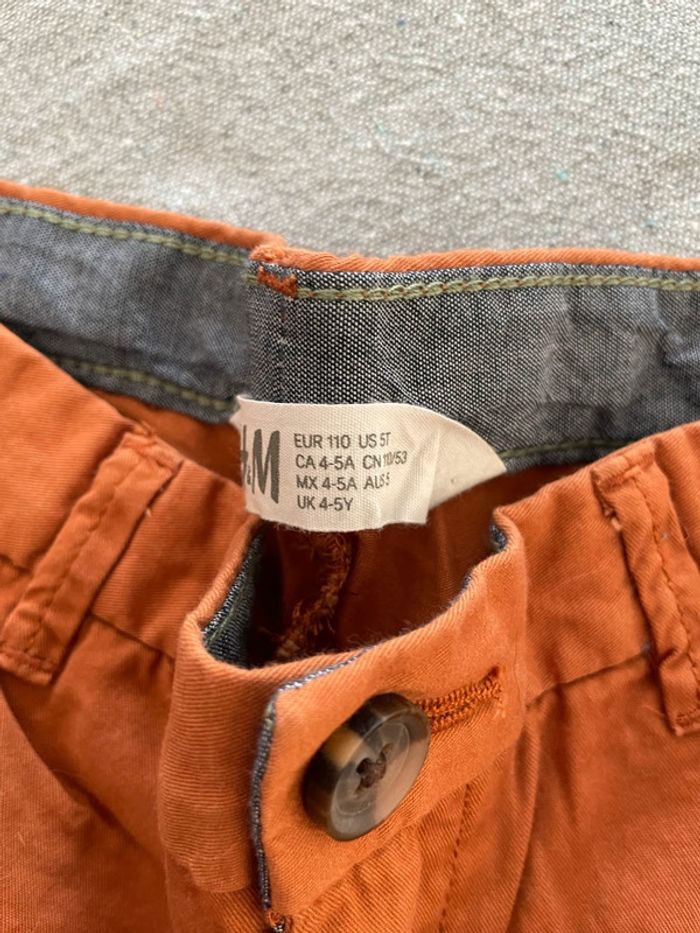 H&M
EUR 110 US 5T
CA 4-5A CN 110/53
MX 4-5A AUS 5
UK 4-5Y